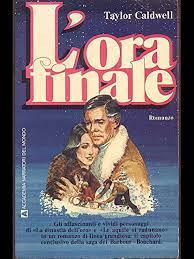 Taylor Caldwell
L'ora
finale
Romanzo
Gli affascinanti e vividi personaggi
di «La dinastia dell'oro» e «Le aquile si radunano»
in un romanzo di linea grandiosa: il capitolo
conclusivo della saga dei Barbour-Bouchard.
ACCADEMIA NARRATORI DEL MONDO